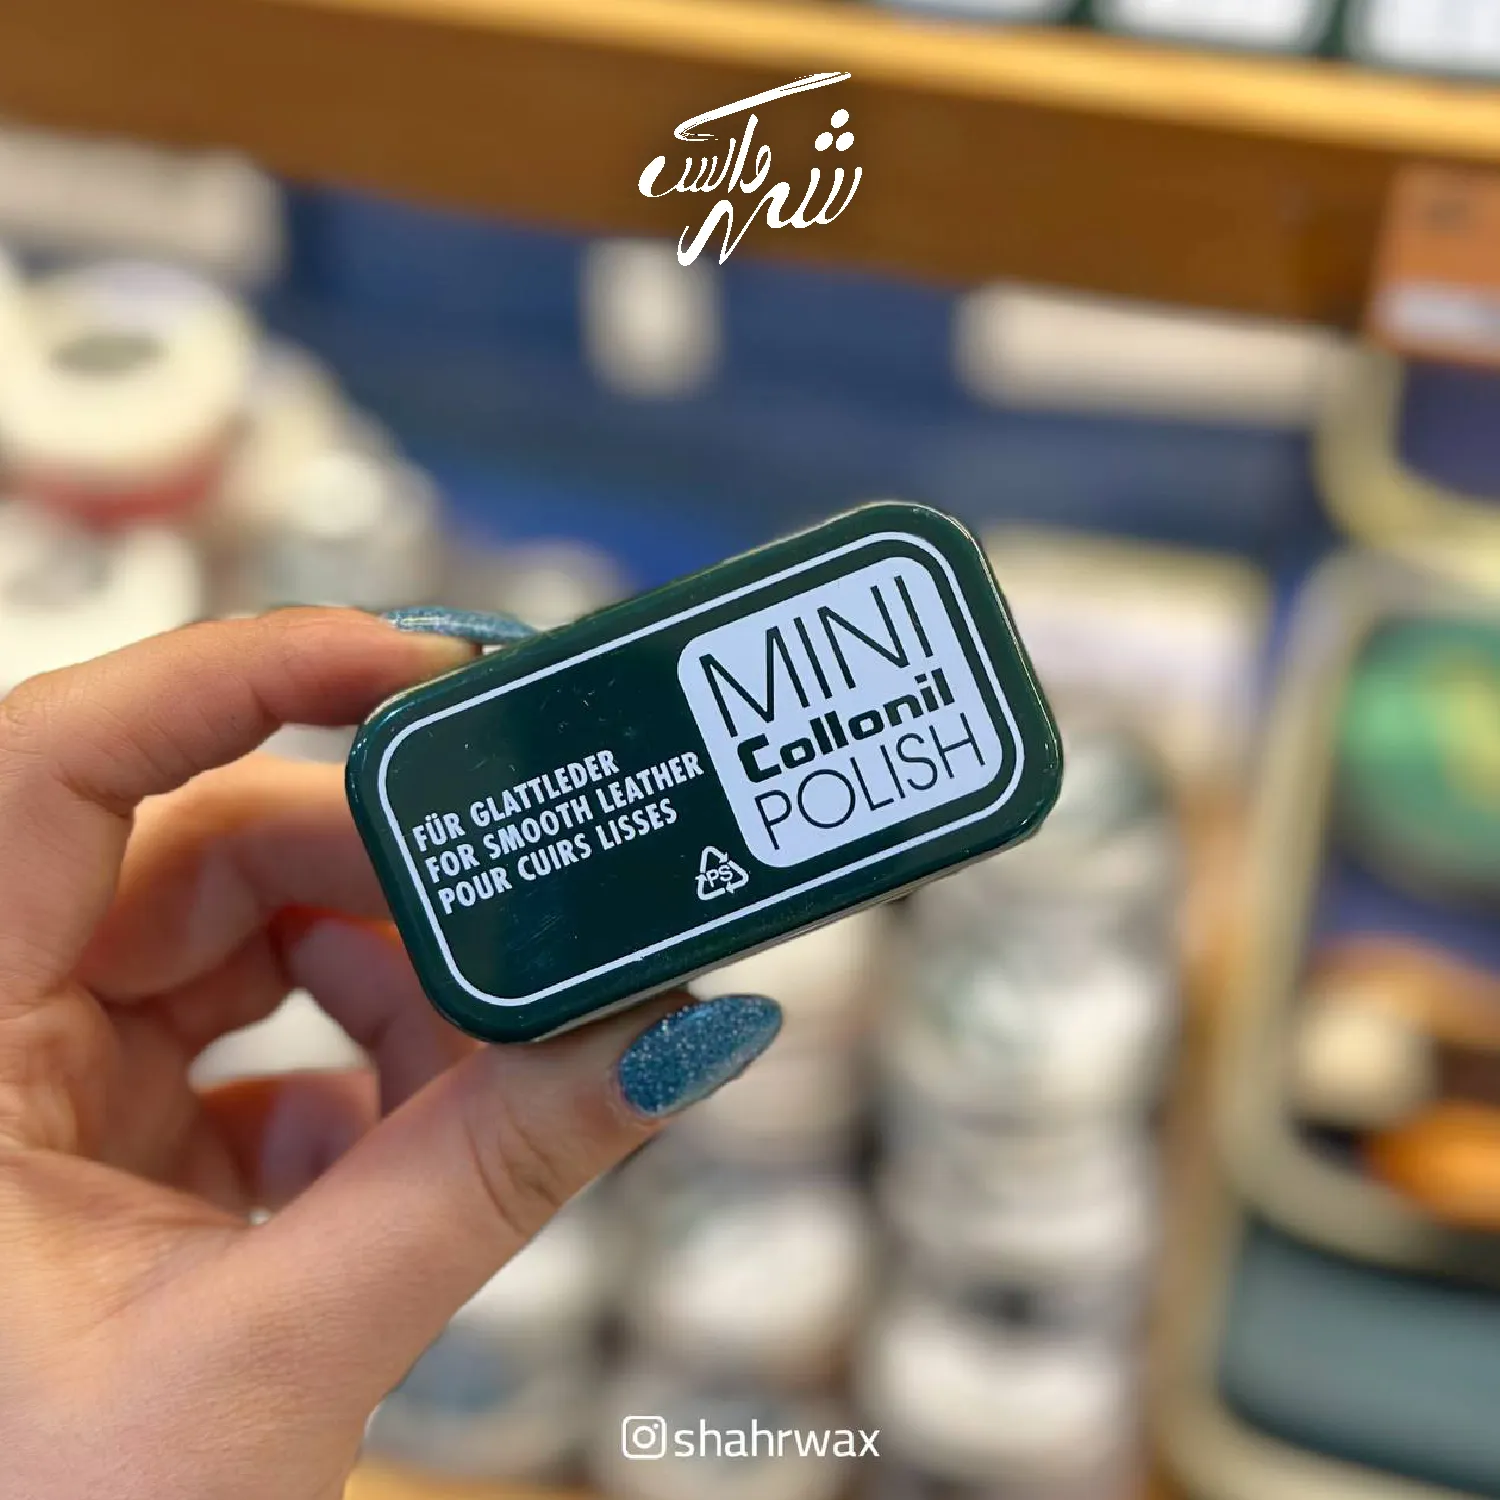 شهر واکس
MINI
Collonil
POLISH
FÜR GLATTLEDER
FOR SMOOTH LEATHER
POUR CUIRS LISSES
PS
shahrwax